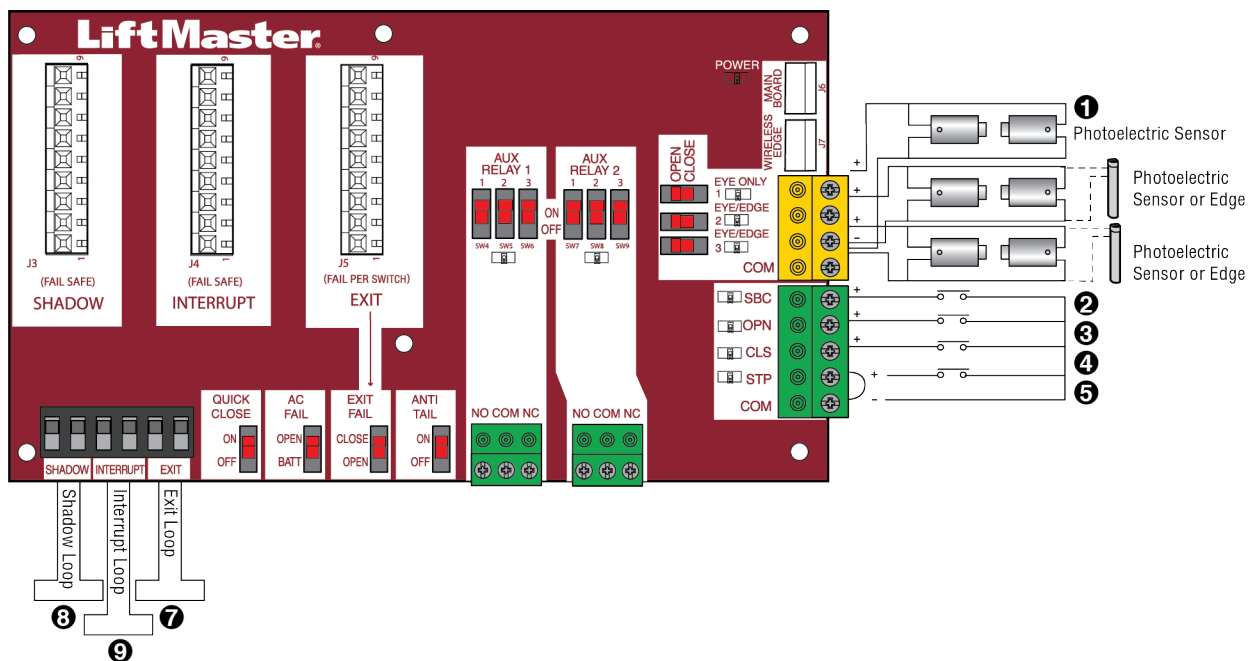 LiftMaster
POWER
MAIN
BOARD
J6
WIRELESS
EDGE
J7
9
9
9
1
1
1
J3
(FAIL SAFE)
SHADOW
J4
(FAIL SAFE)
INTERRUPT
J5
(FAIL PER SWITCH)
EXIT
AUX
RELAY 1
1 2 3
SW4 SW5 SW6
ON
OFF
AUX
RELAY 2
1 2 3
SW7 SW8 SW9
OPEN
CLOSE
EYE ONLY
1
EYE/EDGE
2
EYE/EDGE
3
COM
SBC
OPN
CLS
STP
COM
+
+
+
-
+
+
+
+
-
1
Photoelectric Sensor
Photoelectric
Sensor or Edge
Photoelectric
Sensor or Edge
2
3
4
5
QUICK
CLOSE
ON
OFF
AC
FAIL
OPEN
BATT
EXIT
FAIL
CLOSE
OPEN
ANTI
TAIL
ON
OFF
NO COM NC
NO COM NC
SHADOW
INTERRUPT
EXIT
Shadow Loop
Interrupt Loop
Exit Loop
8
7
9